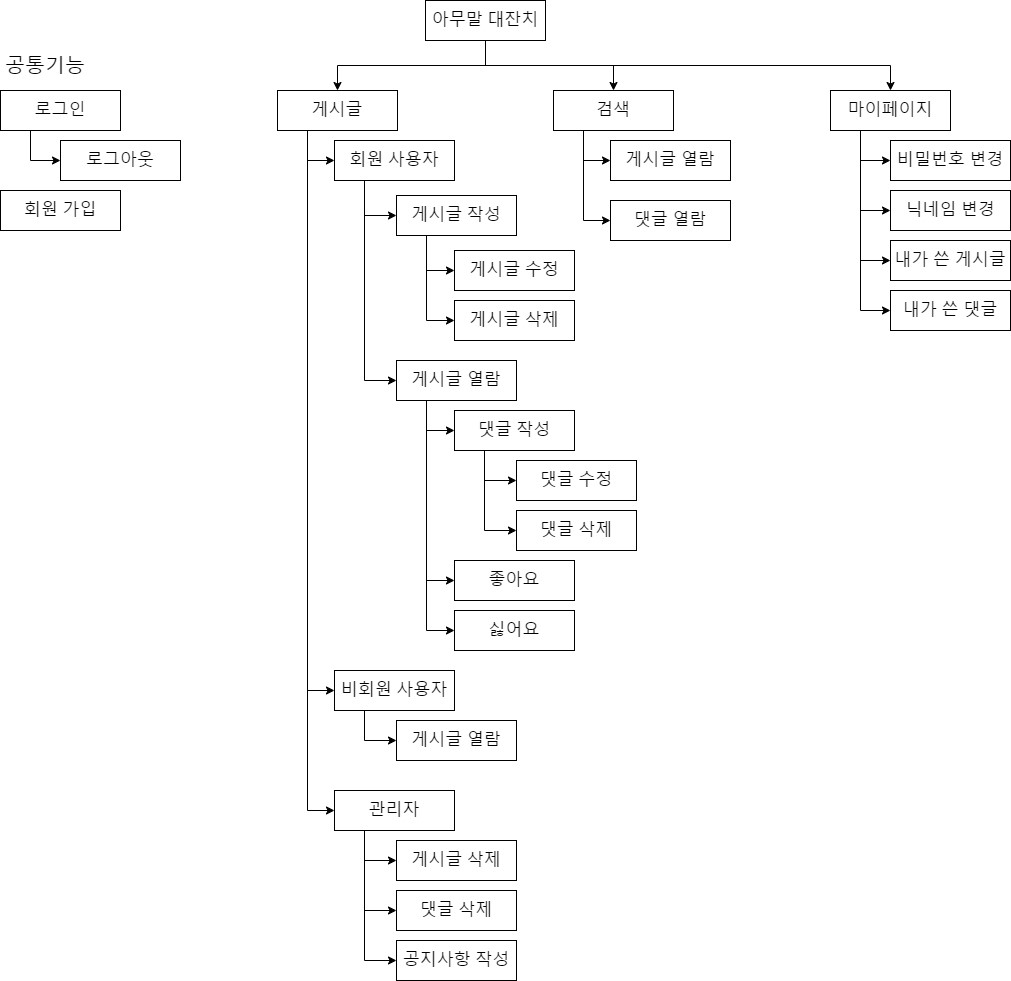 아무말 대잔치
공통기능
로그인
로그아웃
회원 가입
게시글
회원 사용자
게시글 작성
게시글 수정
게시글 삭제
게시글 열람
댓글 작성
댓글 수정
댓글 삭제
좋아요
싫어요
비회원 사용자
게시글 열람
관리자
게시글 삭제
댓글 삭제
공지사항 작성
검색
게시글 열람
댓글 열람
마이페이지
비밀번호 변경
닉네임 변경
내가 쓴 게시글
내가 쓴 댓글